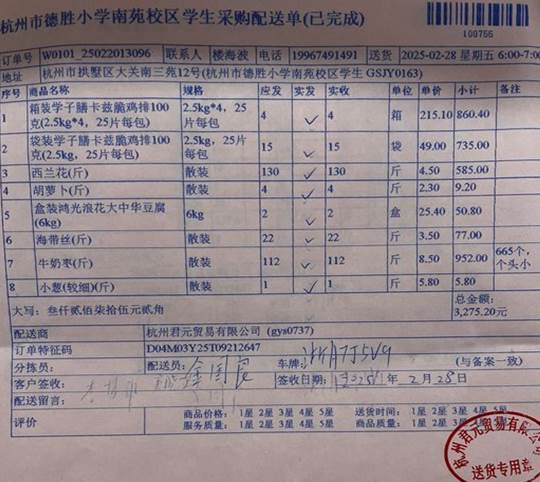 杭州市德胜小学南苑校区学生采购配送单(已完成)
100756
订单号 W0101_25022013096 联系人 楼海波 电话 19967491491 送货 2025-02-28 星期五 6:00-7:0
地址 杭州市拱墅区大关南三苑12号(杭州市德胜小学南苑校区学生 GSJY0163)
序号 商品名称 规格 应发 实发 实收 单位 单价 小计 备注
1 箱装学子膳卡兹脆鸡排100克(2.5kg*4，25片每包) 2.5kg*4，25片每包 4 ✓ 4 箱 215.10 860.40
2 袋装学子膳卡兹脆鸡排100克(2.5kg，25片每包) 2.5kg，25片每包 15 ✓ 15 袋 49.00 735.00
3 西兰花(斤) 散装 130 ✓ 130 斤 4.50 585.00
4 胡萝卜(斤) 散装 4 ✓ 4 斤 2.30 9.20
5 盒装鸿光浪花大中华豆腐(6kg) 6kg 2 ✓ 2 盒 25.40 50.80
6 海带丝(斤) 散装 22 ✓ 22 斤 3.50 77.00
7 牛奶枣(斤) 散装 112 ✓ 112 斤 8.50 952.00 665个，个头小
8 小葱(较细)(斤) 散装 1 ✓ 1 斤 5.80 5.80
大写：叁仟贰佰柒拾伍元贰角 总金额：3,275.20元
配送商 杭州君元贸易有限公司 (gys0737)
订单特征码 D04M03Y25T09212647
分拣员： 配送员： 车牌： (与备案一致)
客户签收： 签收日期： 年 2月 28日
配送留言：
评价 商品价格：1星 2星 3星 4星 5星 送货时间：1星 2星 3星 4星 5星
服务质量：1星 2星 3星 4星 5星 商品质量：1星 2星 3星 4星 5星
杭州君元贸易有限公司
送货专用章